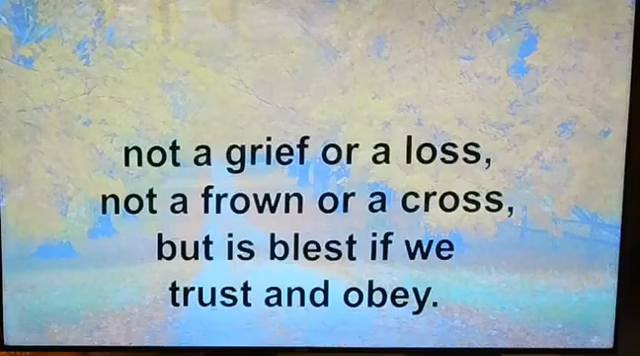 not a grief or a loss,
not a frown or a cross,
but is blest if we
trust and obey.